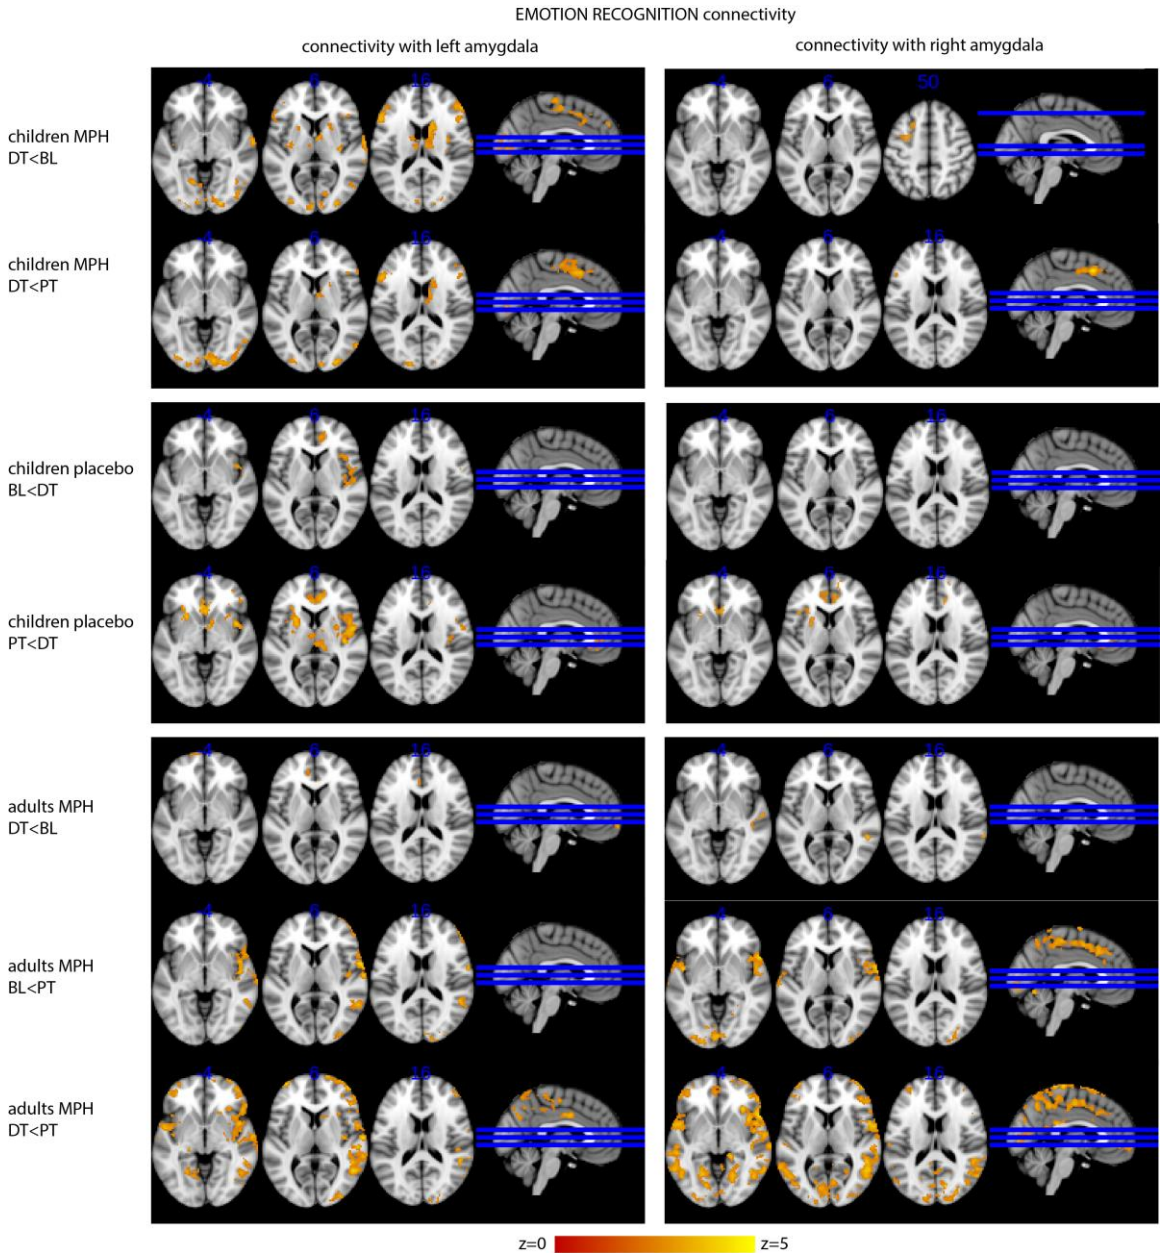 EMOTION RECOGNITION connectivity
connectivity with left amygdala
connectivity with right amygdala
children MPH
DT<BL
-4 6 16
-4 6 50
children MPH
DT<PT
-4 6 16
-4 6 16
children placebo
BL<DT
-4 6 16
-4 6 16
children placebo
PT<DT
-4 6 16
-4 6 16
adults MPH
DT<BL
-4 6 16
-4 6 16
adults MPH
BL<PT
-4 6 16
-4 6 16
adults MPH
DT<PT
-4 6 16
-4 6 16
z=0 z=5